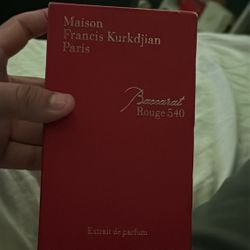 Maison
Francis Kurkdjian
Paris
Baccarat
Rouge 540
Extrait de parfum